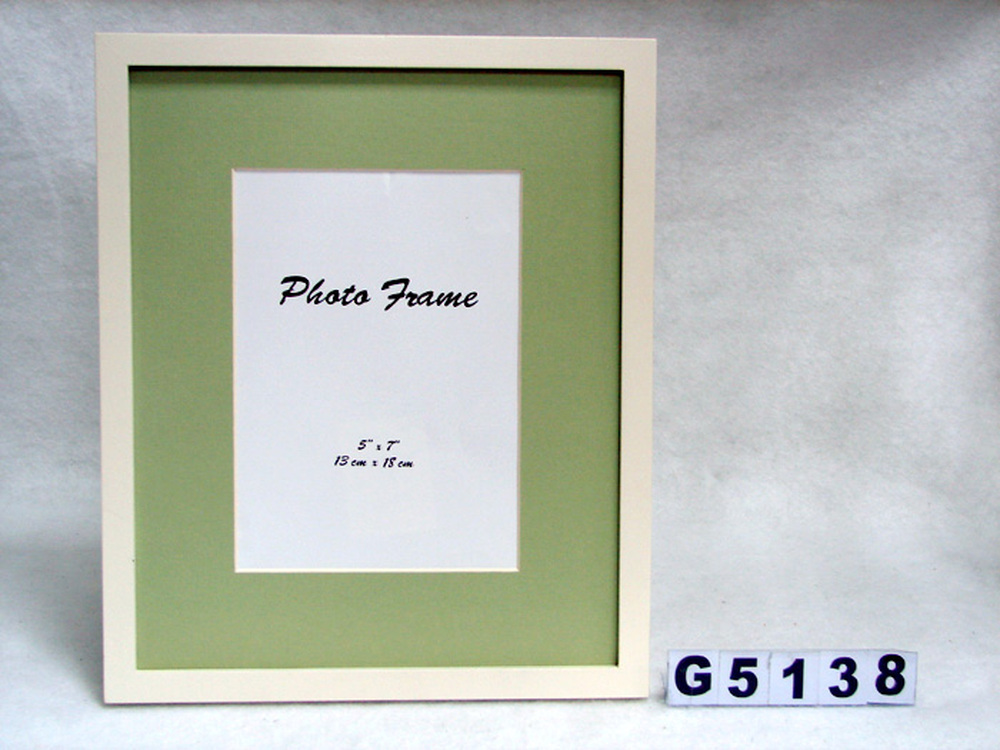 Photo Frame
5" x 7"
13 cm x 18 cm
G5138